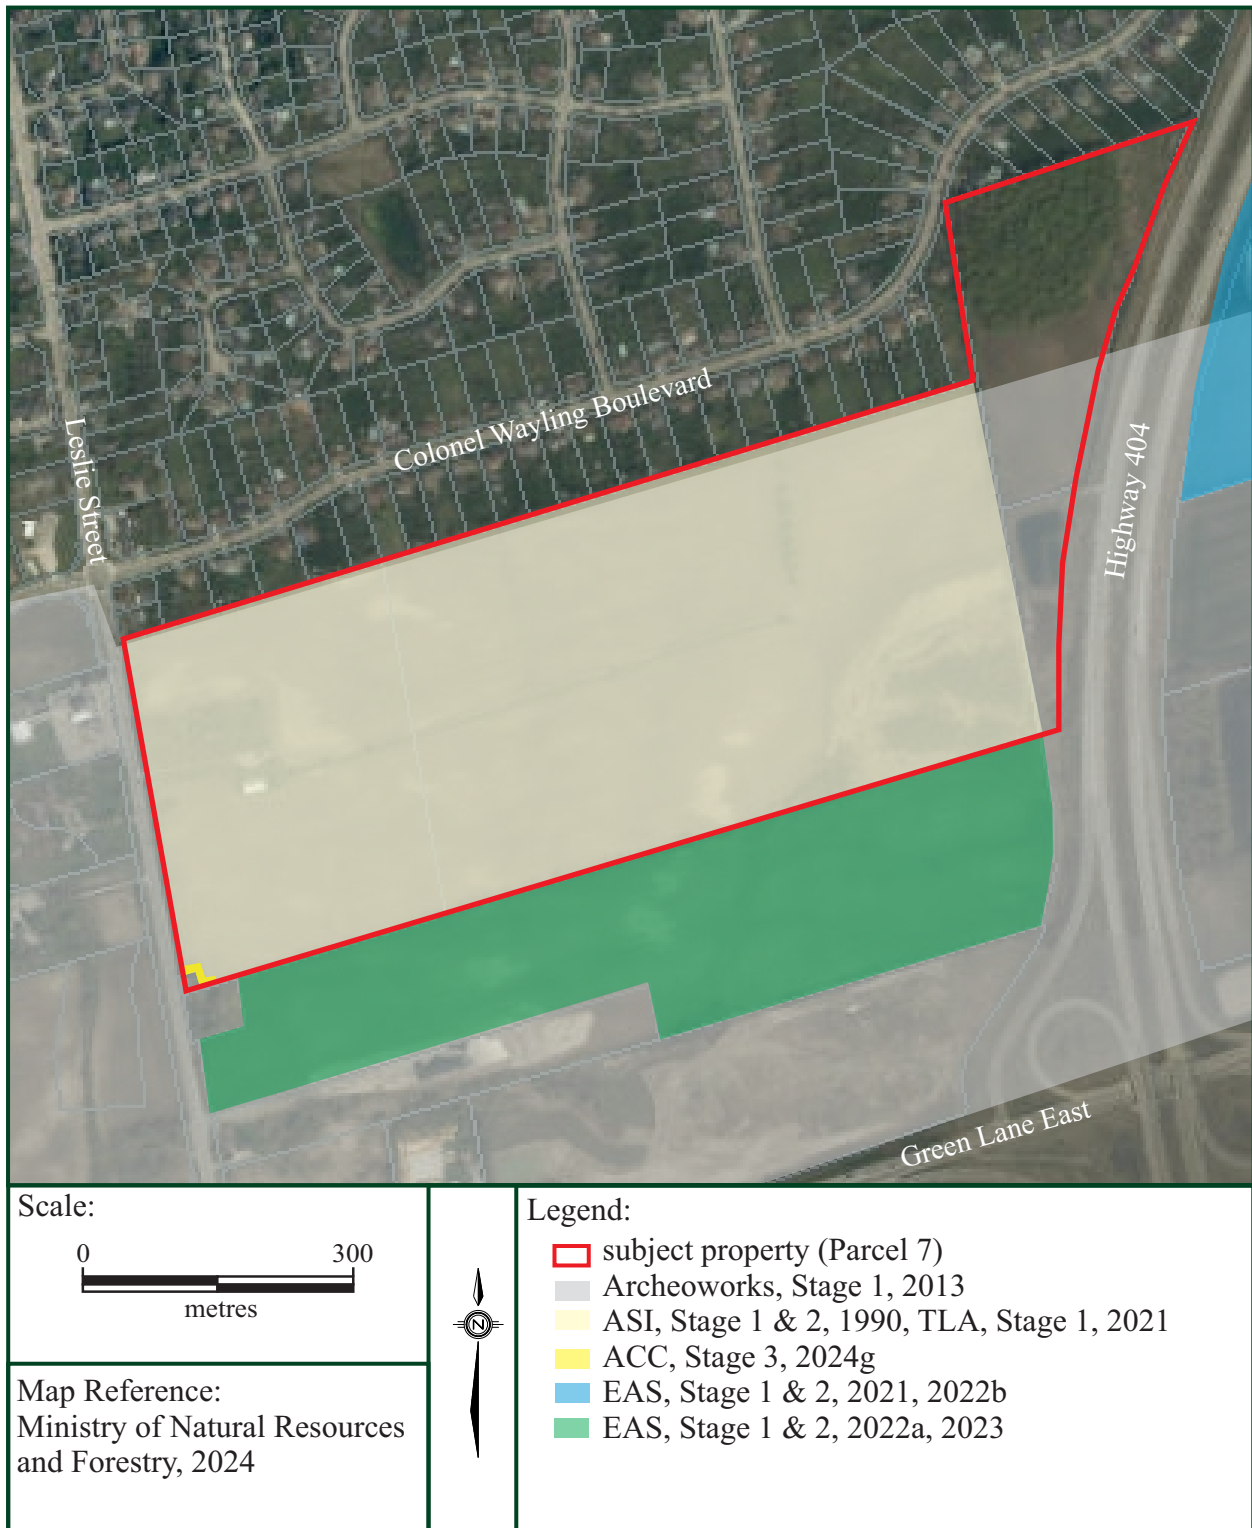 Colonel Wayling Boulevard
Leslie Street
Highway 404
Green Lane East
Scale:
0 300
metres
Map Reference:
Ministry of Natural Resources
and Forestry, 2024
N
Legend:
subject property (Parcel 7)
Archeoworks, Stage 1, 2013
ASI, Stage 1 & 2, 1990, TLA, Stage 1, 2021
ACC, Stage 3, 2024g
EAS, Stage 1 & 2, 2021, 2022b
EAS, Stage 1 & 2, 2022a, 2023